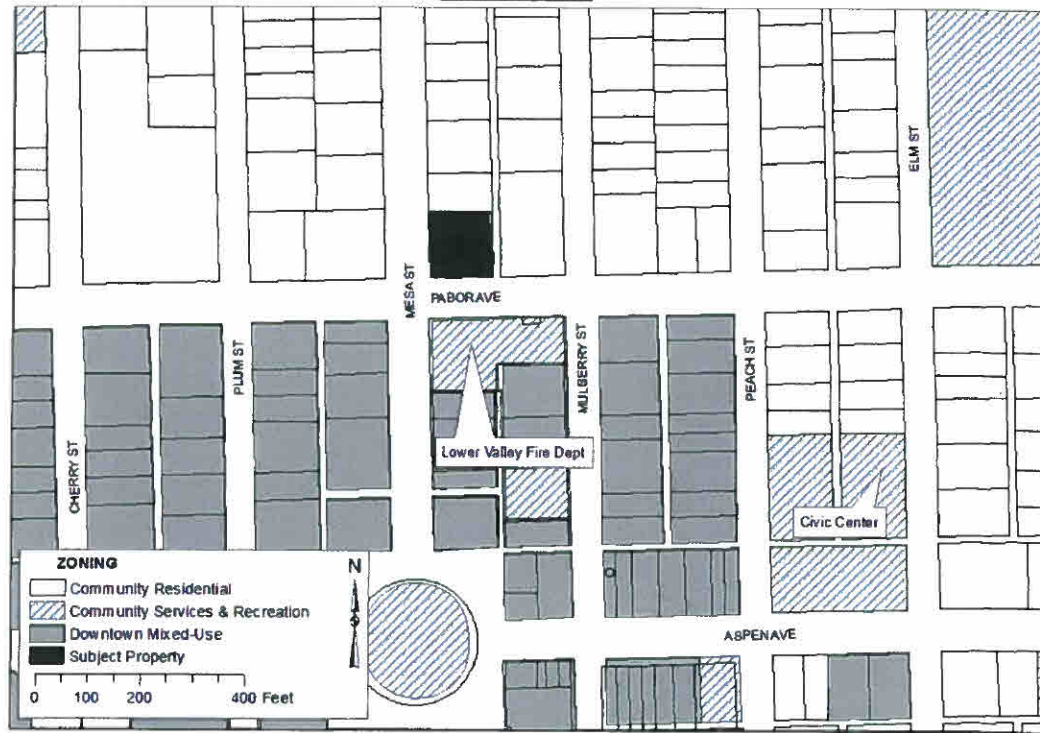 ELM ST
MESA ST
PABOR AVE
PLUM ST
MULBERRY ST
PEACH ST
CHERRY ST
Lower Valley Fire Dept
Civic Center
ZONING
Community Residential
Community Services & Recreation
Downtown Mixed-Use
Subject Property
N
0 100 200 400 Feet
ASPEN AVE